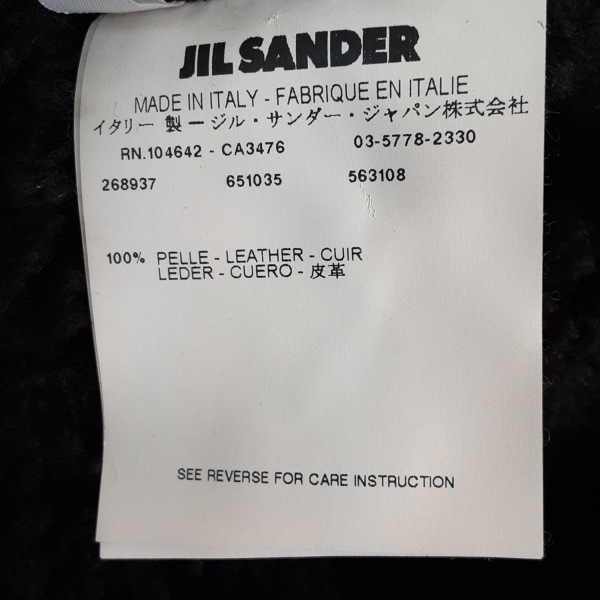 JIL SANDER
MADE IN ITALY - FABRIQUE EN ITALIE
イタリー 製 ー ジル・サンダー・ジャパン株式会社
RN.104642 - CA3476 03-5778-2330
268937 651035 563108
100% PELLE - LEATHER - CUIR
LEDER - CUERO - 皮革
SEE REVERSE FOR CARE INSTRUCTION